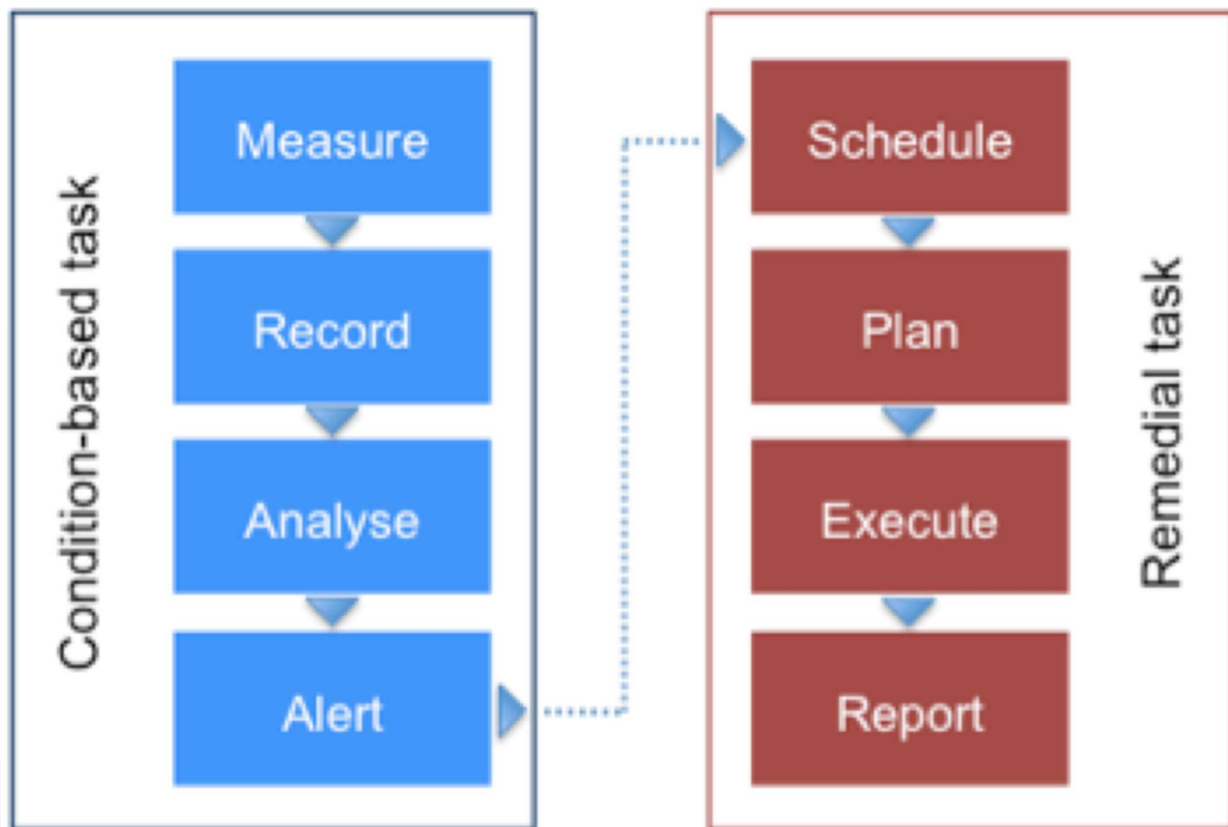 Condition-based task
Measure
Record
Analyse
Alert
Schedule
Plan
Execute
Report
Remedial task